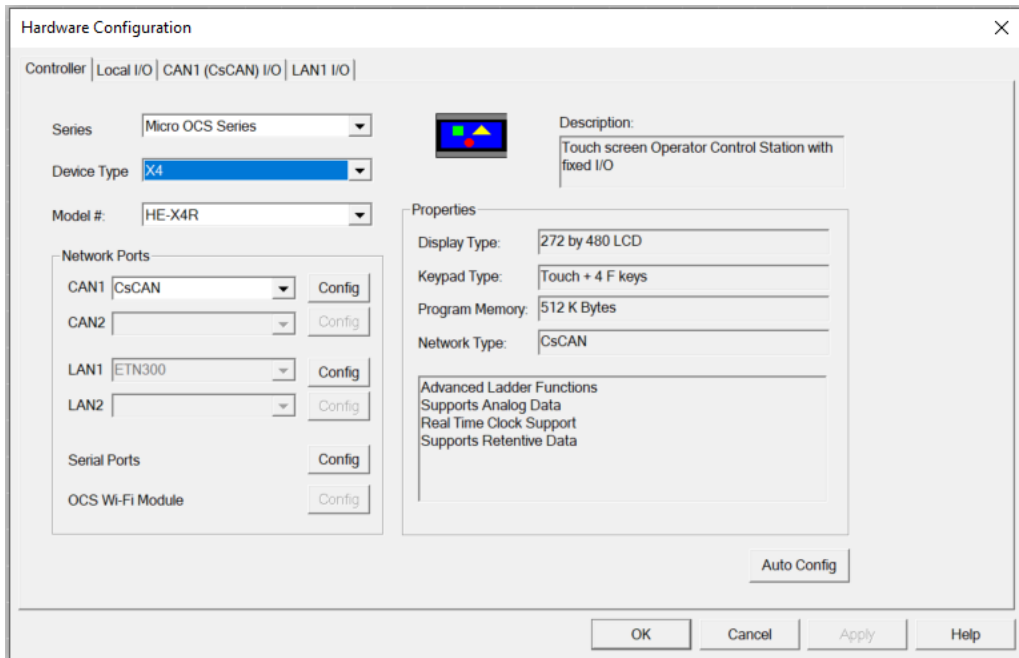 Hardware Configuration
Controller
Local I/O
CAN1 (CsCAN) I/O
LAN1 I/O
Series
Micro OCS Series
Device Type
X4
Model #:
HE-X4R
Network Ports
CAN1
CsCAN
Config
CAN2
Config
LAN1
ETN300
Config
LAN2
Config
Serial Ports
Config
OCS Wi-Fi Module
Config
Description:
Touch screen Operator Control Station with
fixed I/O
Properties
Display Type:
272 by 480 LCD
Keypad Type:
Touch + 4 F keys
Program Memory:
512 K Bytes
Network Type:
CsCAN
Advanced Ladder Functions
Supports Analog Data
Real Time Clock Support
Supports Retentive Data
Auto Config
OK
Cancel
Apply
Help